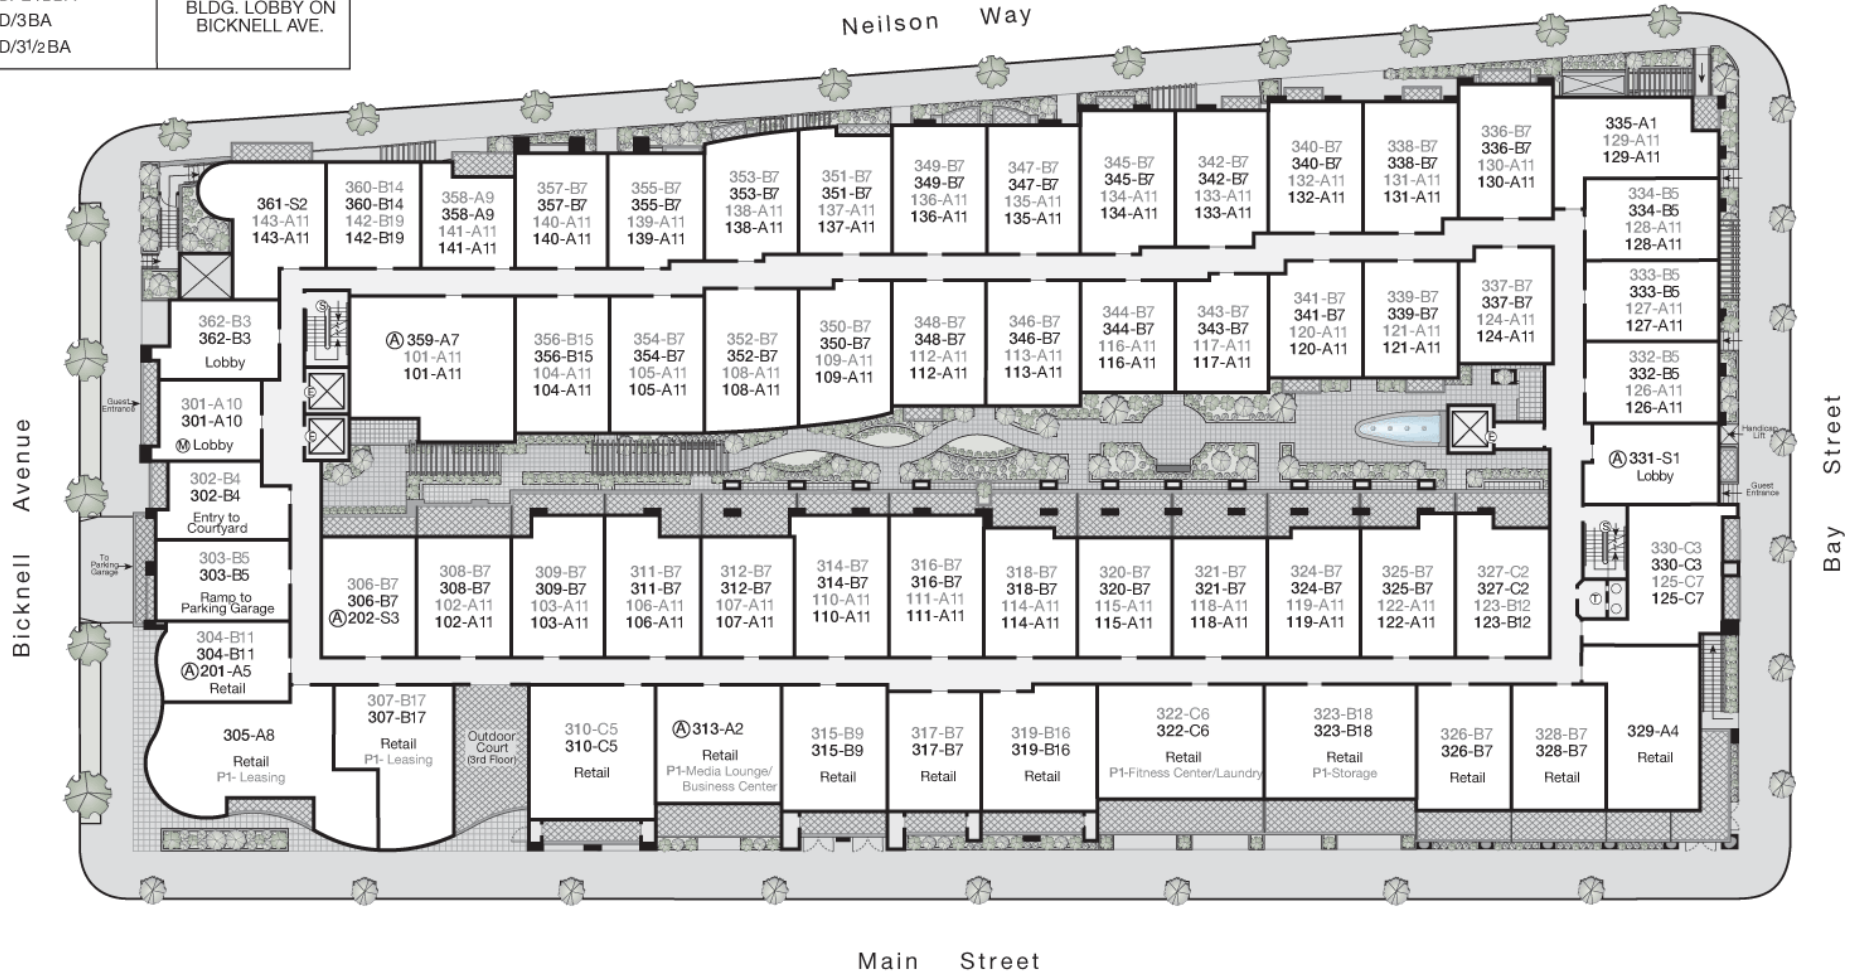 BLDG. LOBBY ON
BICKNELL AVE.
D/3BA
D/31/2BA
Neilson Way
361-S2
143-A11
143-A11
360-B14
360-B14
142-B19
142-B19
358-A9
358-A9
141-A11
141-A11
357-B7
357-B7
140-A11
140-A11
355-B7
355-B7
139-A11
139-A11
353-B7
353-B7
138-A11
138-A11
351-B7
351-B7
137-A11
137-A11
349-B7
349-B7
136-A11
136-A11
347-B7
347-B7
135-A11
135-A11
345-B7
345-B7
134-A11
134-A11
342-B7
342-B7
133-A11
133-A11
340-B7
340-B7
132-A11
132-A11
338-B7
338-B7
131-A11
131-A11
336-B7
336-B7
130-A11
130-A11
335-A1
129-A11
129-A11
334-B5
334-B5
128-A11
128-A11
333-B5
333-B5
127-A11
127-A11
332-B5
332-B5
126-A11
126-A11
A 331-S1
Lobby
Handicap
Lift
Guest
Entrance
362-B3
362-B3
Lobby
S
E
E
A 359-A7
101-A11
101-A11
356-B15
356-B15
104-A11
104-A11
354-B7
354-B7
105-A11
105-A11
352-B7
352-B7
108-A11
108-A11
350-B7
350-B7
109-A11
109-A11
348-B7
348-B7
112-A11
112-A11
346-B7
346-B7
113-A11
113-A11
344-B7
344-B7
116-A11
116-A11
343-B7
343-B7
117-A11
117-A11
341-B7
341-B7
120-A11
120-A11
339-B7
339-B7
121-A11
121-A11
337-B7
337-B7
124-A11
124-A11
E
Guest
Entrance
301-A10
301-A10
M Lobby
302-B4
302-B4
Entry to
Courtyard
To
Parking
Garage
303-B5
303-B5
Ramp to
Parking Garage
304-B11
304-B11
A 201-A5
Retail
306-B7
306-B7
A 202-S3
308-B7
308-B7
102-A11
102-A11
309-B7
309-B7
103-A11
103-A11
311-B7
311-B7
106-A11
106-A11
312-B7
312-B7
107-A11
107-A11
314-B7
314-B7
110-A11
110-A11
316-B7
316-B7
111-A11
111-A11
318-B7
318-B7
114-A11
114-A11
320-B7
320-B7
115-A11
115-A11
321-B7
321-B7
118-A11
118-A11
324-B7
324-B7
119-A11
119-A11
325-B7
325-B7
122-A11
122-A11
327-C2
327-C2
123-B12
123-B12
S
T
330-C3
330-C3
125-C7
125-C7
305-A8
Retail
P1- Leasing
307-B17
307-B17
Retail
P1- Leasing
Outdoor
Court
(3rd Floor)
310-C5
310-C5
Retail
A 313-A2
Retail
P1-Media Lounge/
Business Center
315-B9
315-B9
Retail
317-B7
317-B7
Retail
319-B16
319-B16
Retail
322-C6
322-C6
Retail
P1-Fitness Center/Laundry
323-B18
323-B18
Retail
P1-Storage
326-B7
326-B7
Retail
328-B7
328-B7
Retail
329-A4
Retail
Bicknell Avenue
Bay Street
Main Street